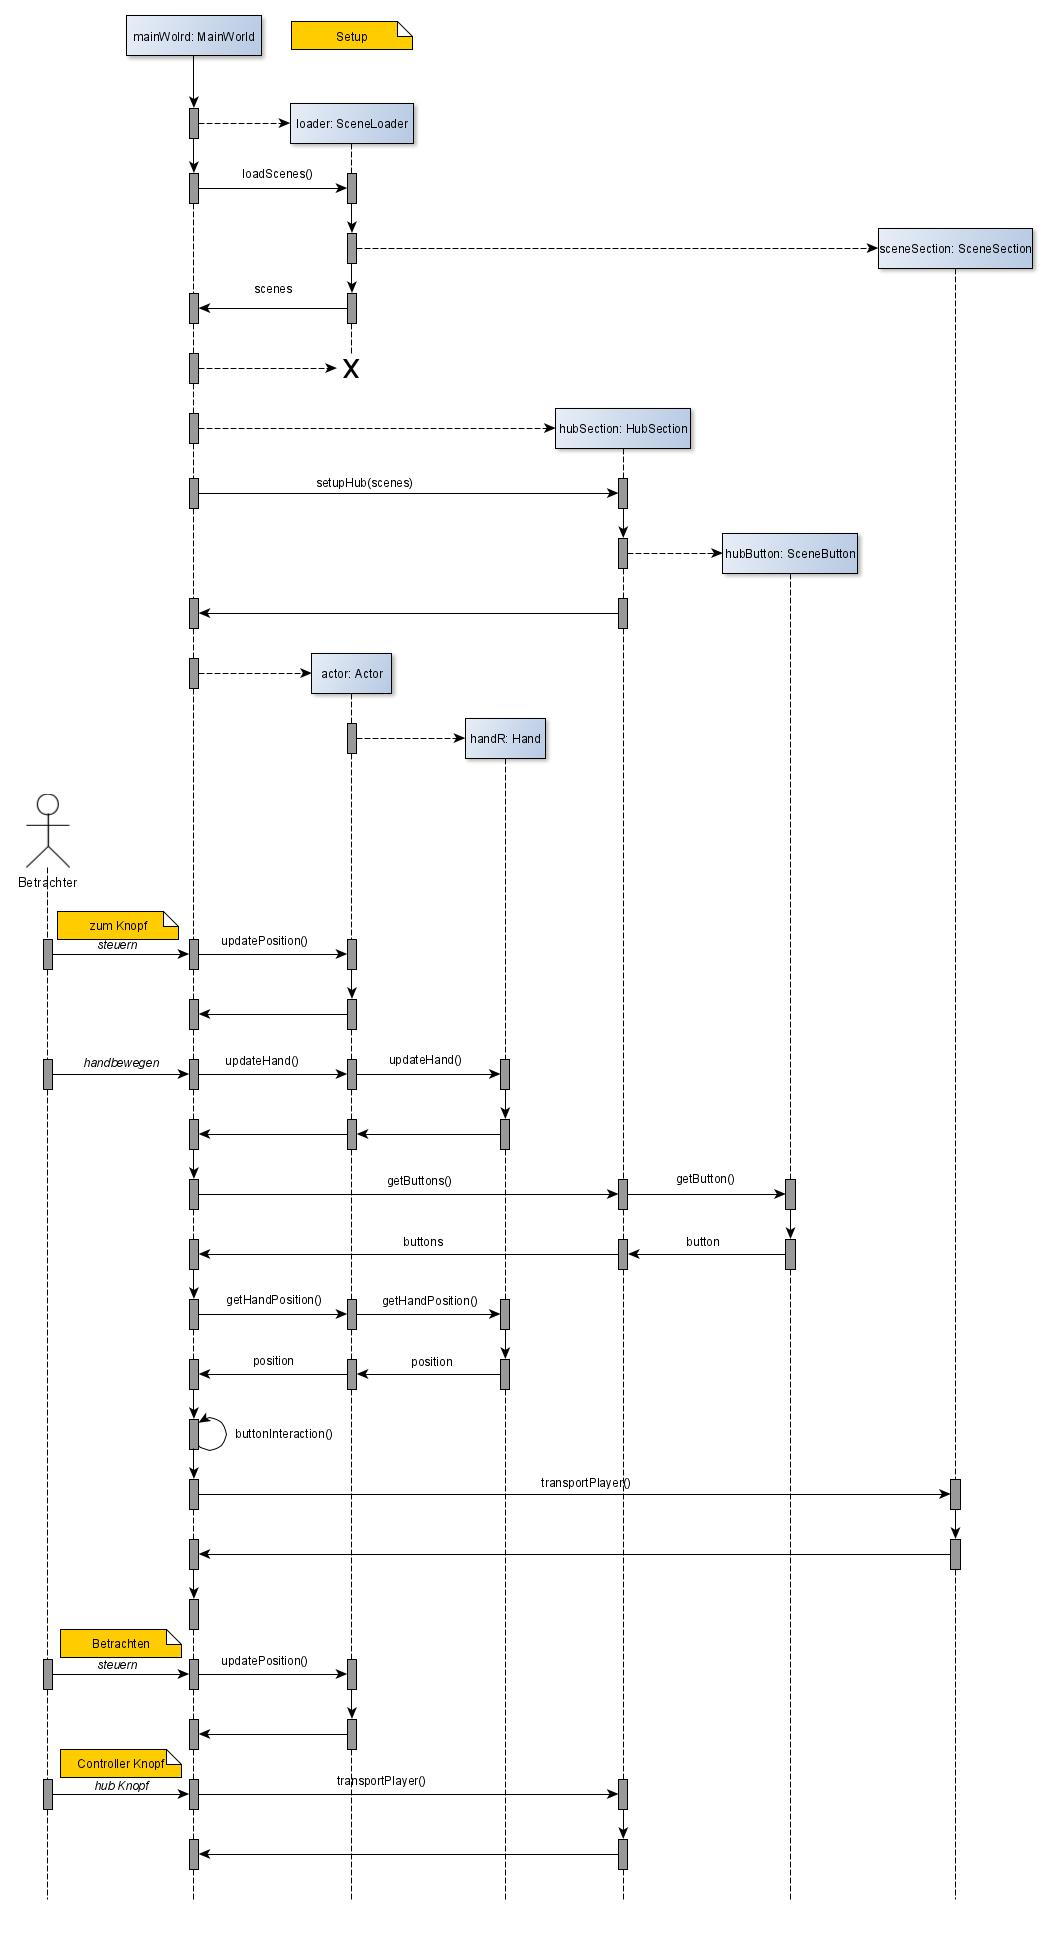 mainWolrd: MainWorld
Setup
loader: SceneLoader
loadScenes()
sceneSection: SceneSection
scenes
X
hubSection: HubSection
setupHub(scenes)
hubButton: SceneButton
actor: Actor
handR: Hand
Betrachter
zum Knopf
steuern
updatePosition()
handbewegen
updateHand()
updateHand()
getButtons()
getButton()
buttons
button
getHandPosition()
getHandPosition()
position
position
buttonInteraction()
transportPlayer()
Betrachten
steuern
updatePosition()
Controller Knopf
hub Knopf
transportPlayer()